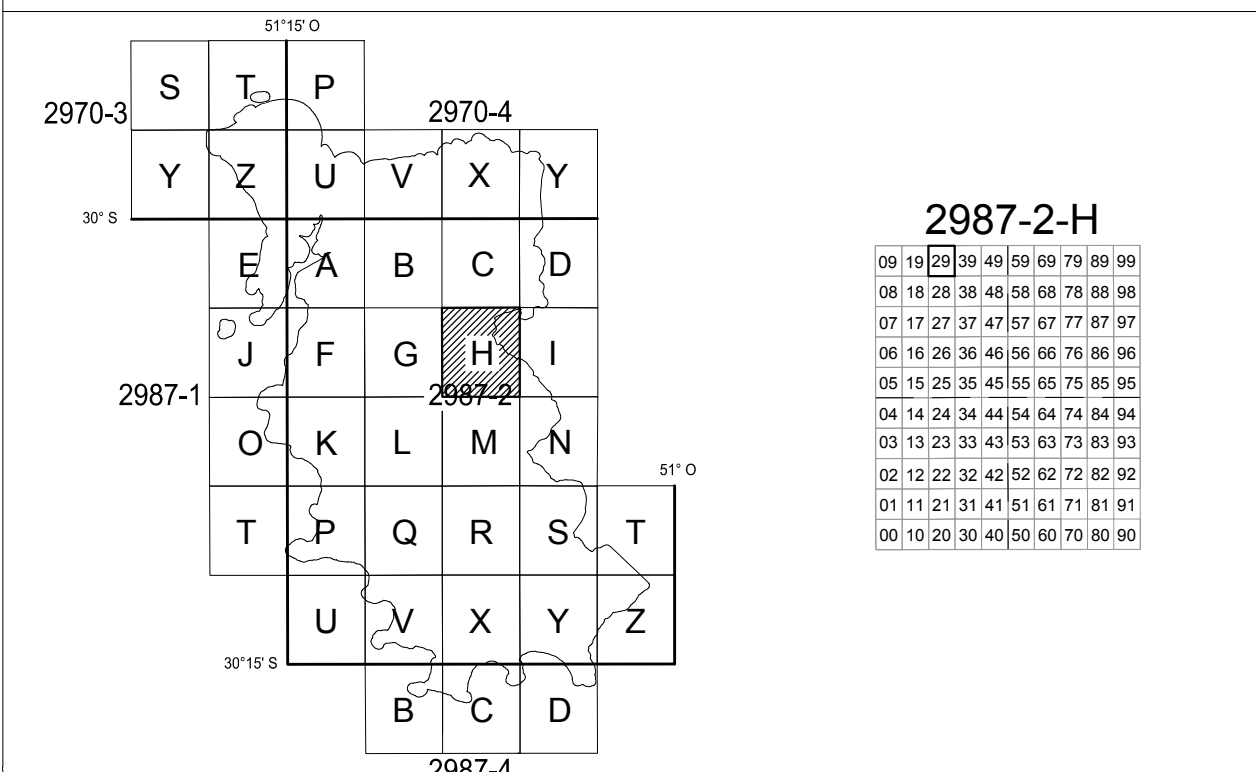 51°15' O
S T P
2970-3 2970-4
Y Z U V X Y
30° S
E A B C D
J F G H I
2987-1 2987-2
O K L M N
51° O
T P Q R S T
U V X Y Z
30°15' S
B C D
2987-4
2987-2-H
09 19 29 39 49 59 69 79 89 99
08 18 28 38 48 58 68 78 88 98
07 17 27 37 47 57 67 77 87 97
06 16 26 36 46 56 66 76 86 96
05 15 25 35 45 55 65 75 85 95
04 14 24 34 44 54 64 74 84 94
03 13 23 33 43 53 63 73 83 93
02 12 22 32 42 52 62 72 82 92
01 11 21 31 41 51 61 71 81 91
00 10 20 30 40 50 60 70 80 90